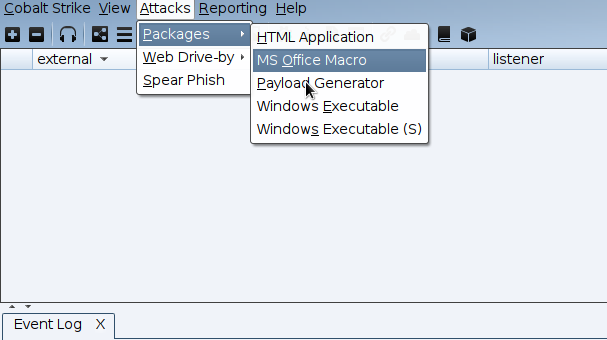 Cobalt Strike View Attacks Reporting Help
Packages
Web Drive-by
Spear Phish
HTML Application
MS Office Macro
Payload Generator
Windows Executable
Windows Executable (S)
external
listener
Event Log X